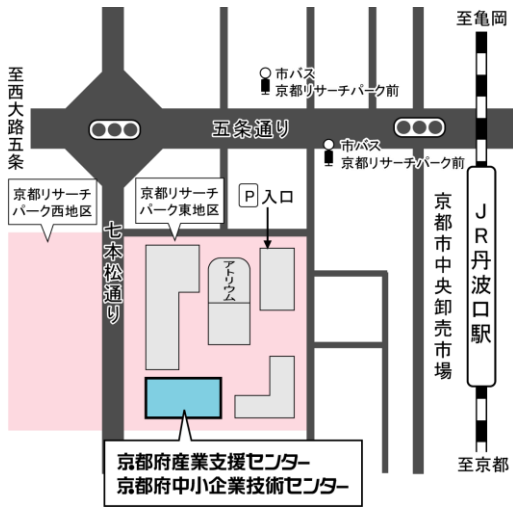 至亀岡
市バス
京都リサーチパーク前
至西大路五条
五条通り
市バス
京都リサーチパーク前
京都リサーチ
パーク西地区
京都リサーチ
パーク東地区
P 入口
七本松通り
アトリウム
京都市中央卸売市場
JR丹波口駅
京都府産業支援センター
京都府中小企業技術センター
至京都